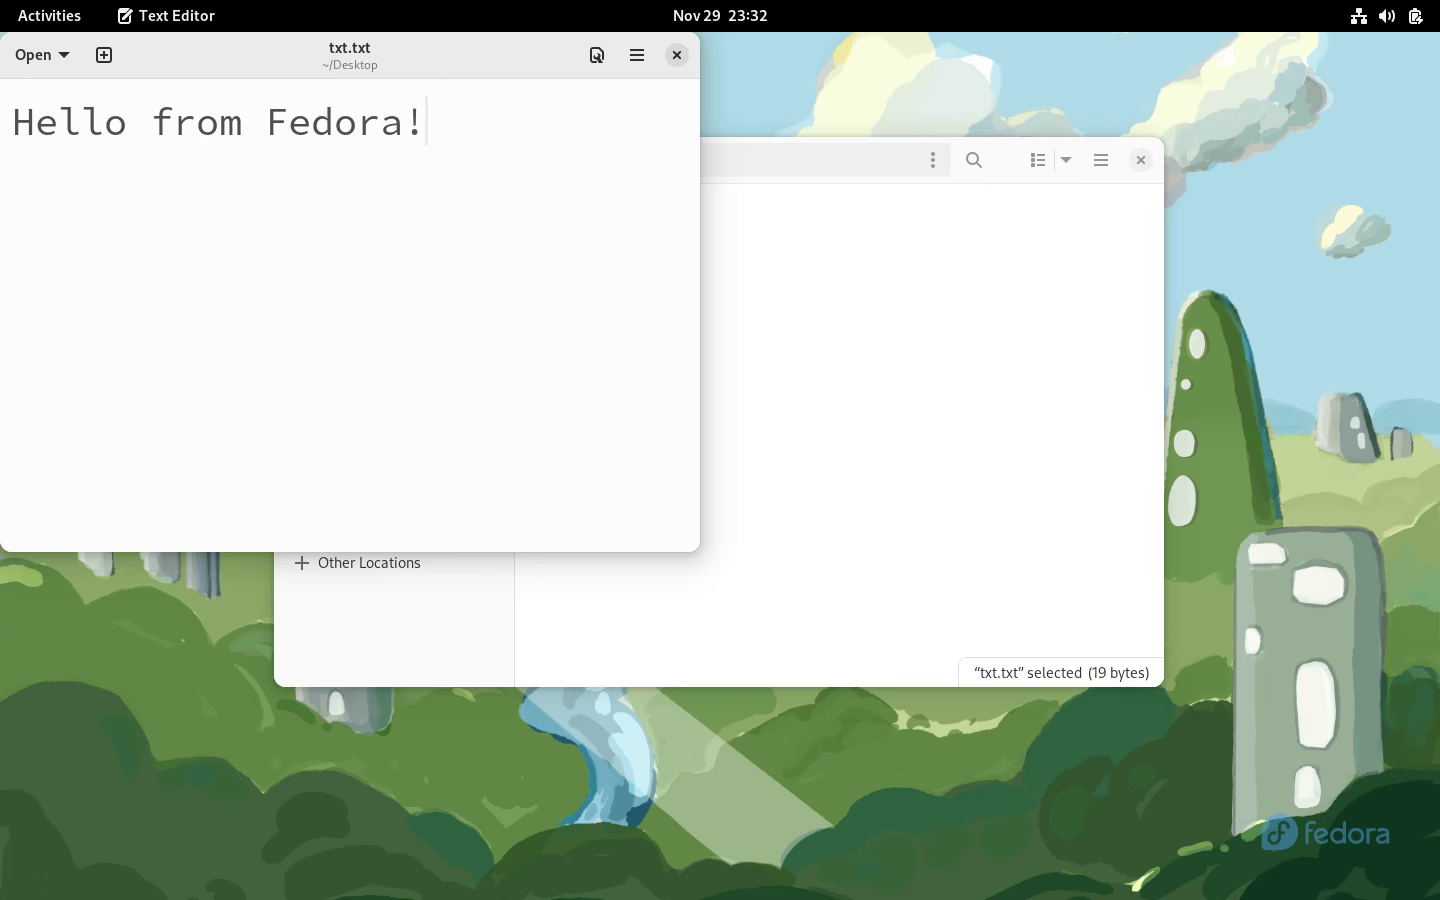 Activities
Text Editor
Nov 29 23:32
Open
txt.txt
~/Desktop
Hello from Fedora!
Other Locations
“txt.txt” selected (19 bytes)
fedora